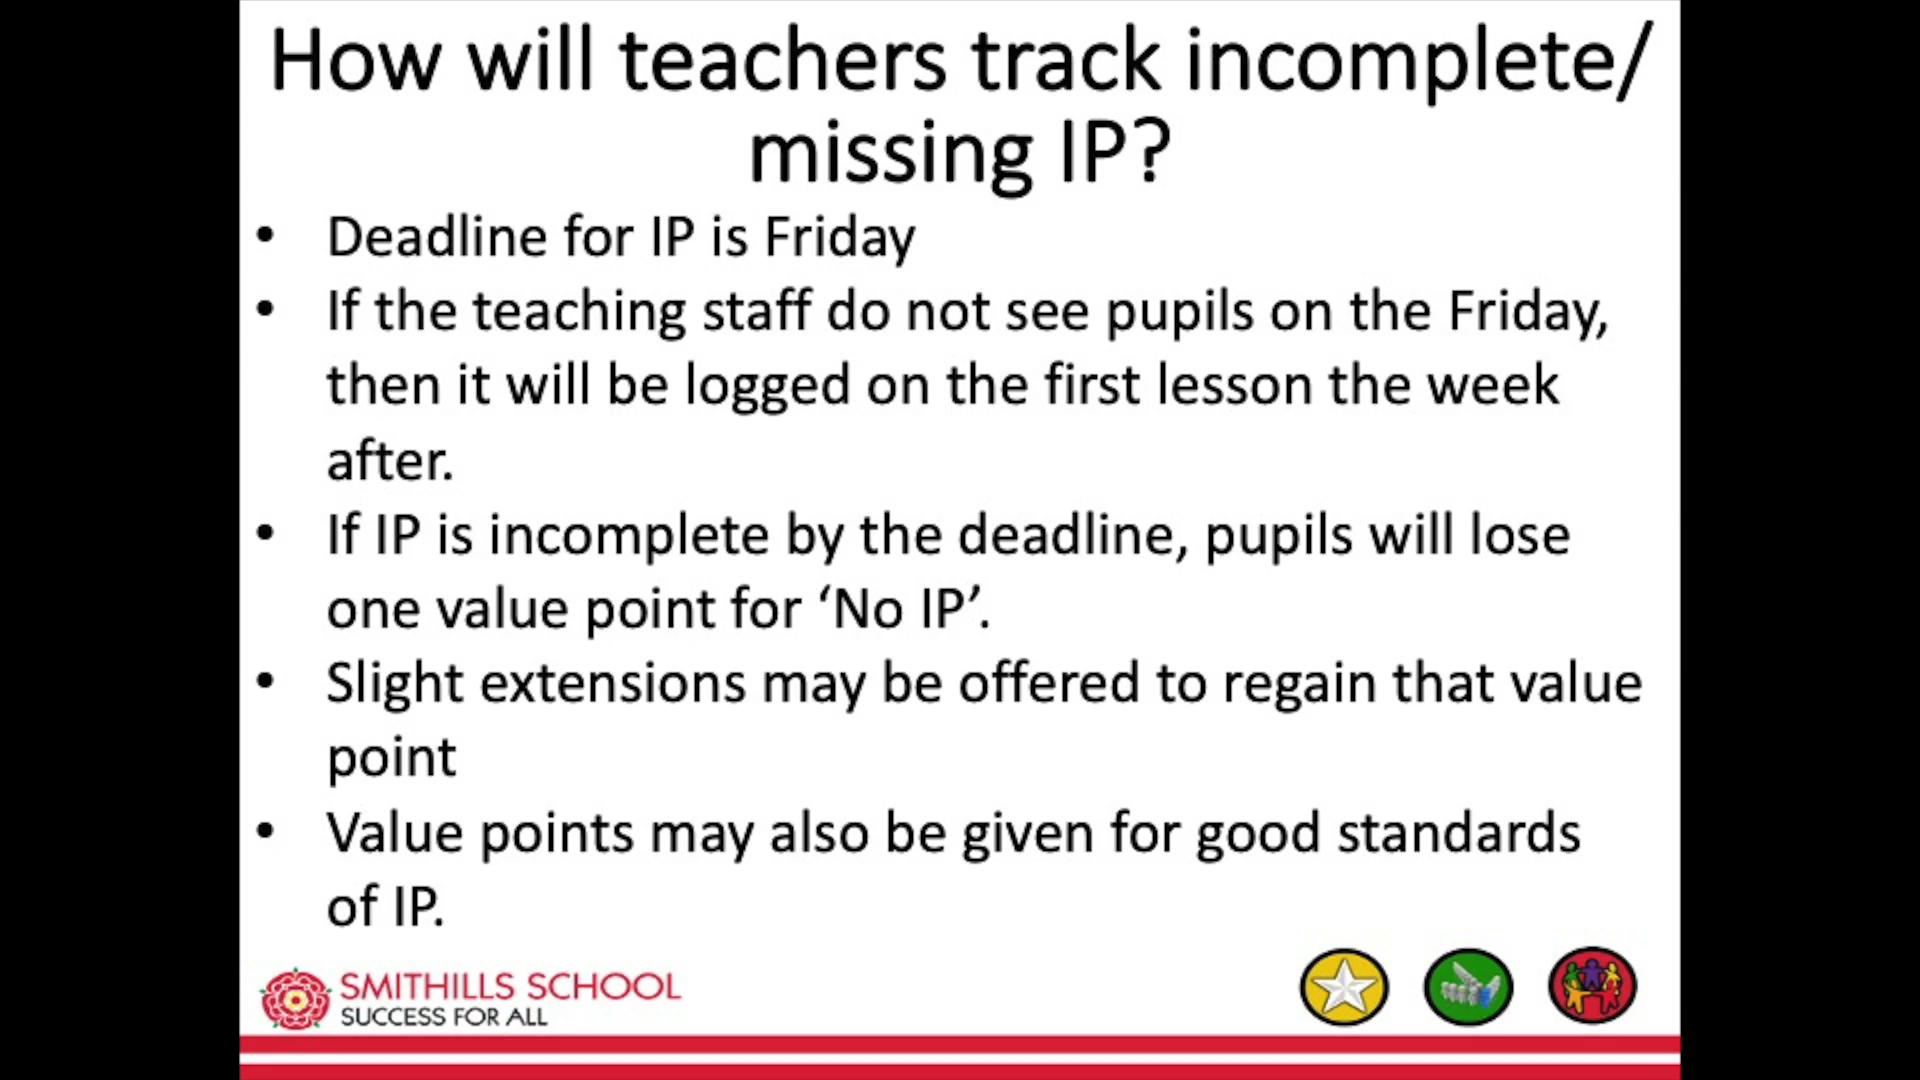 How will teachers track incomplete/
missing IP?
• Deadline for IP is Friday
• If the teaching staff do not see pupils on the Friday,
then it will be logged on the first lesson the week
after.
• If IP is incomplete by the deadline, pupils will lose
one value point for ‘No IP’.
• Slight extensions may be offered to regain that value
point
• Value points may also be given for good standards
of IP.
SMITHILLS SCHOOL
SUCCESS FOR ALL